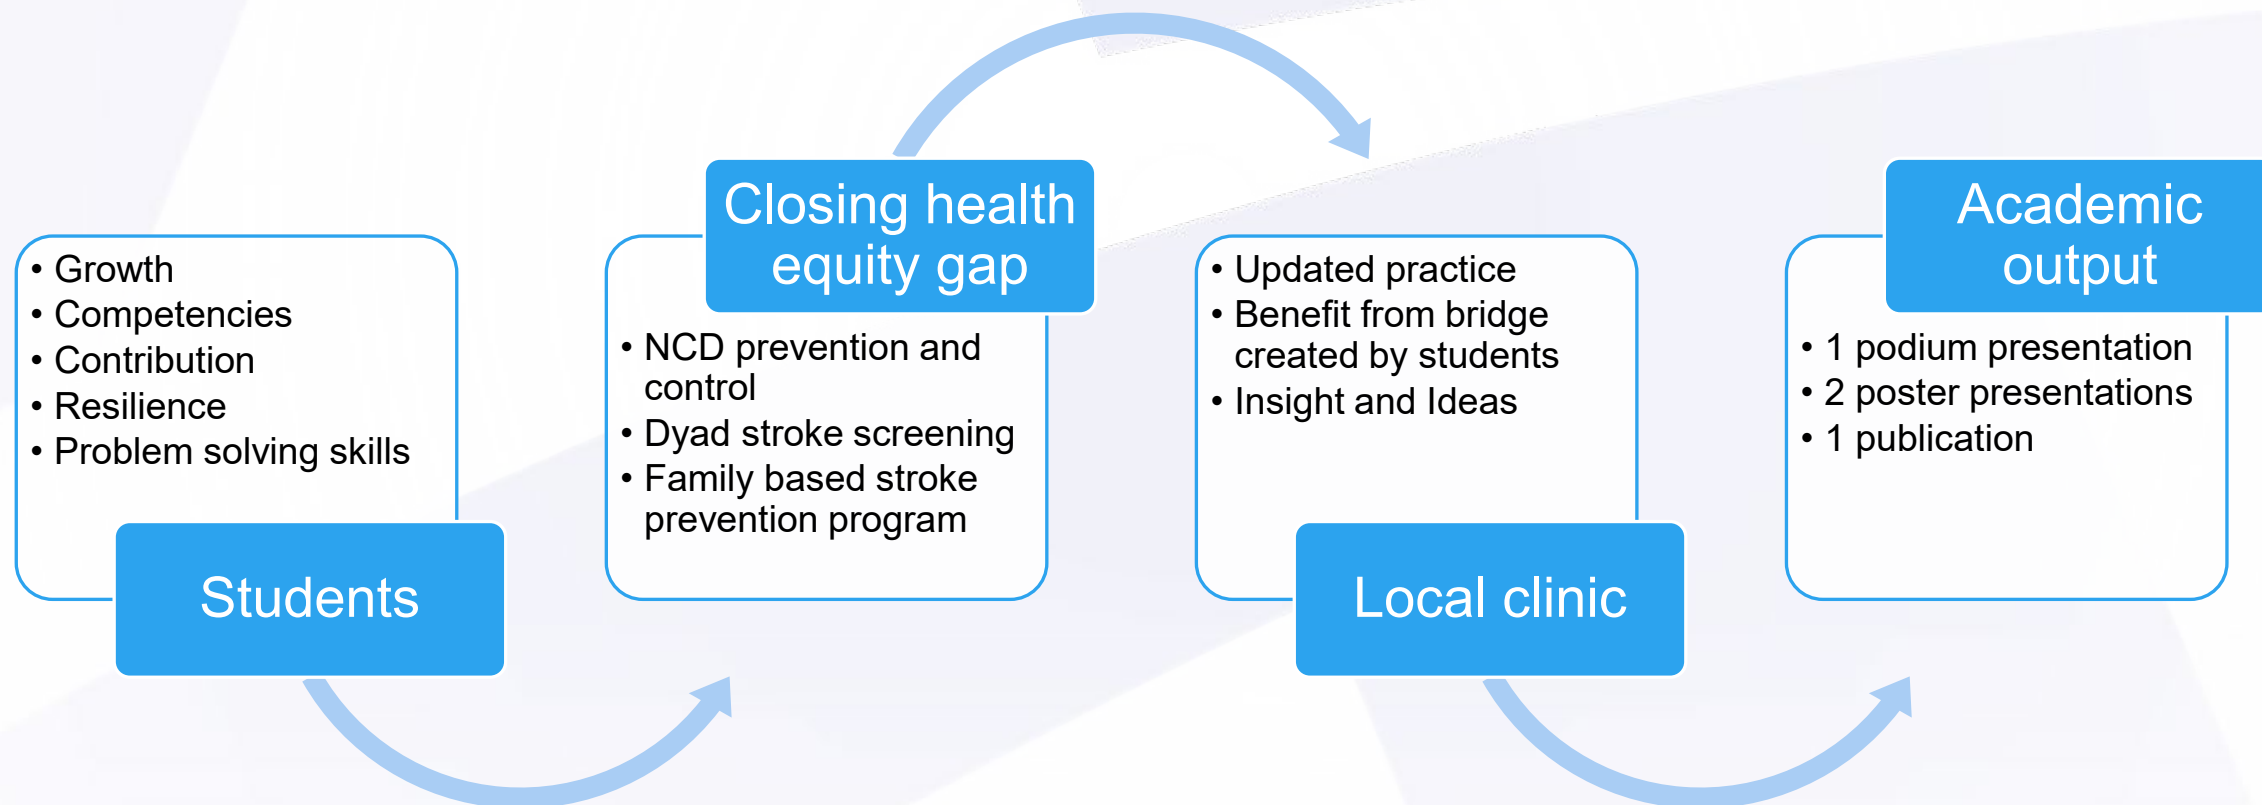 • Growth
• Competencies
• Contribution
• Resilience
• Problem solving skills
Students
Closing health
equity gap
• NCD prevention and
control
• Dyad stroke screening
• Family based stroke
prevention program
• Updated practice
• Benefit from bridge
created by students
• Insight and Ideas
Local clinic
Academic
output
• 1 podium presentation
• 2 poster presentations
• 1 publication